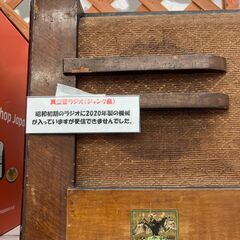 真空管ラジオ(ジャンク品)
昭和初期のラジオに2020年製の機械
が入っていますが受信できませんでした。
hop Japa